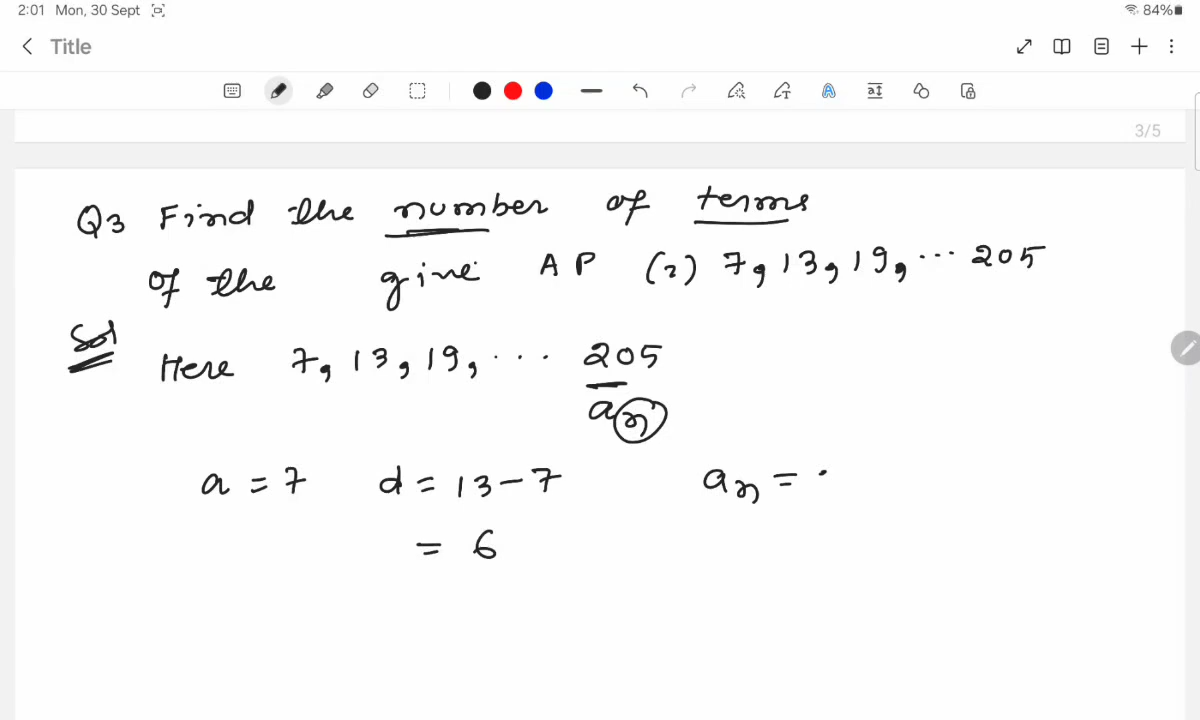 2:01 Mon, 30 Sept
84%
Title
3/5
Q3 Find the number of terms
of the give AP (i) 7, 13, 19, ... 205
Sol
Here 7, 13, 19, ... 205
an
a = 7 d = 13 - 7 an = .
= 6